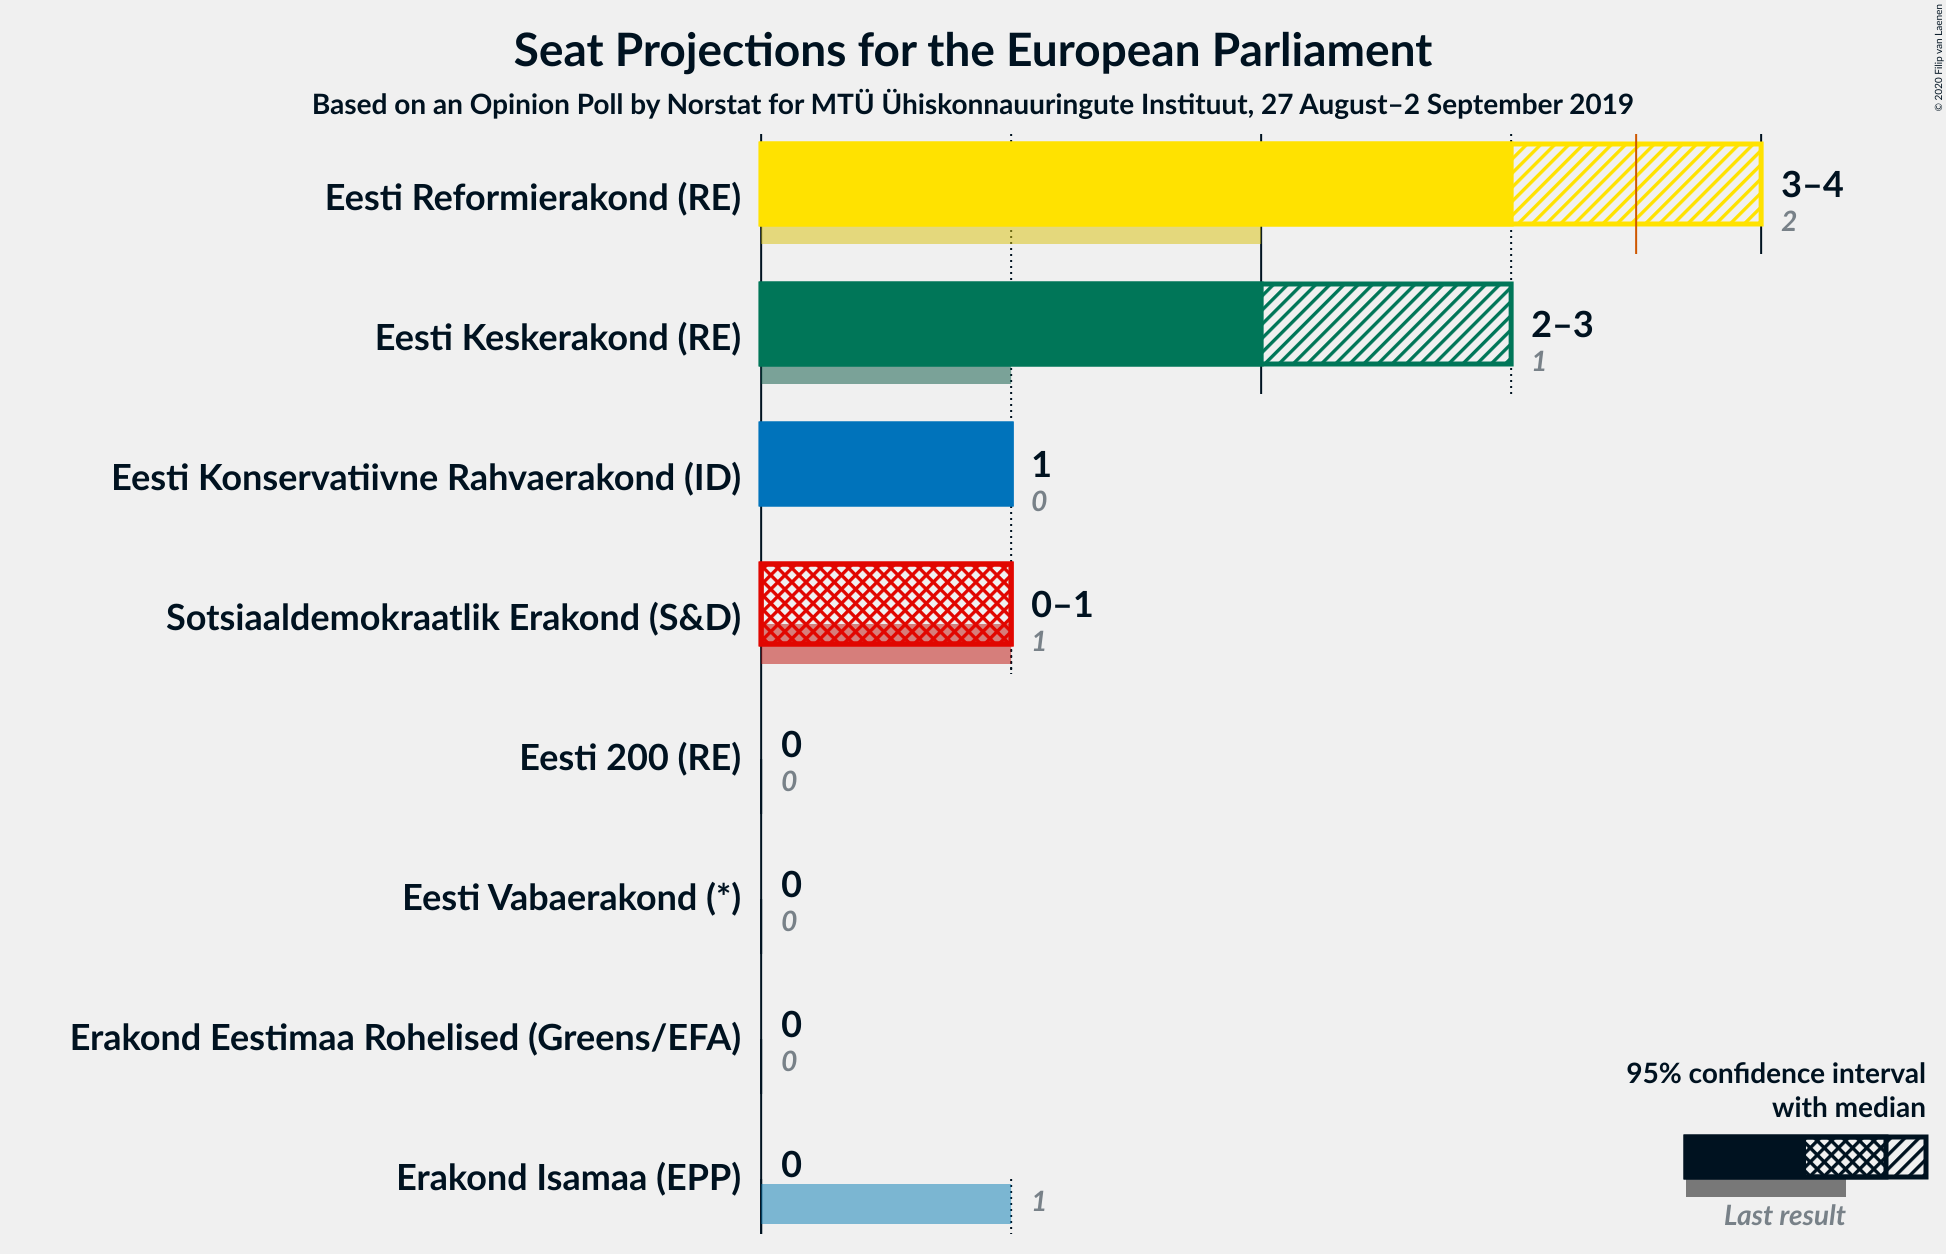 Seat Projections for the European Parliament
Based on an Opinion Poll by Norstat for MTÜ Ühiskonnauuringute Instituut, 27 August–2 September 2019
© 2020 Filip van Laenen
Eesti Reformierakond (RE)
3–4
2
Eesti Keskerakond (RE)
2–3
1
Eesti Konservatiivne Rahvaerakond (ID)
1
0
Sotsiaaldemokraatlik Erakond (S&D)
0–1
1
Eesti 200 (RE)
0
0
Eesti Vabaerakond (*)
0
0
Erakond Eestimaa Rohelised (Greens/EFA)
0
0
Erakond Isamaa (EPP)
0
1
95% confidence interval
with median
Last result